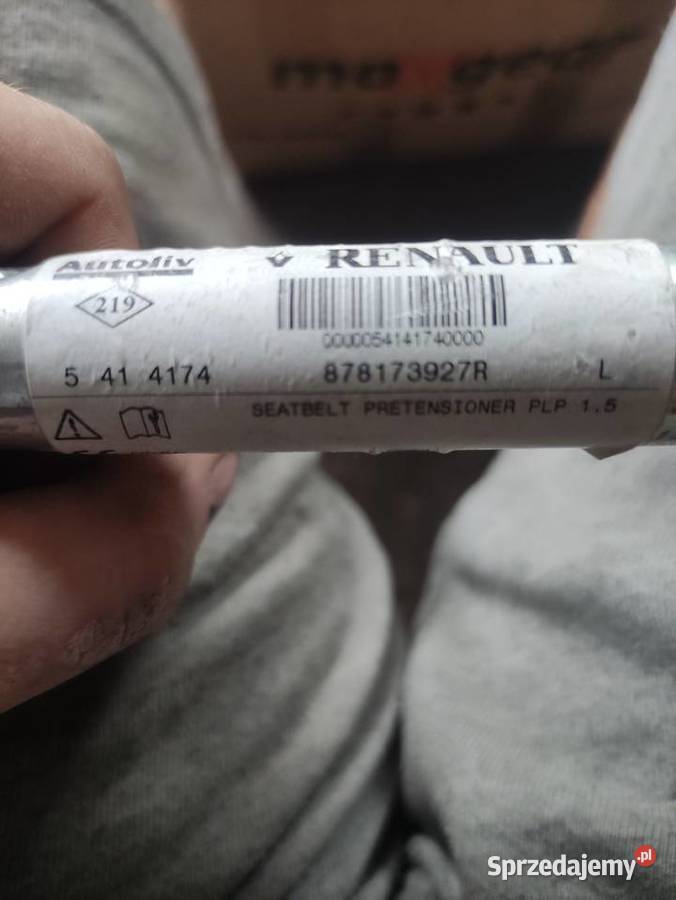 Autoliv
RENAULT
219
0000054141740000
5 41 4174
878173927R
L
SEATBELT PRETENSIONER PLP 1.5
Sprzedajemy.pl